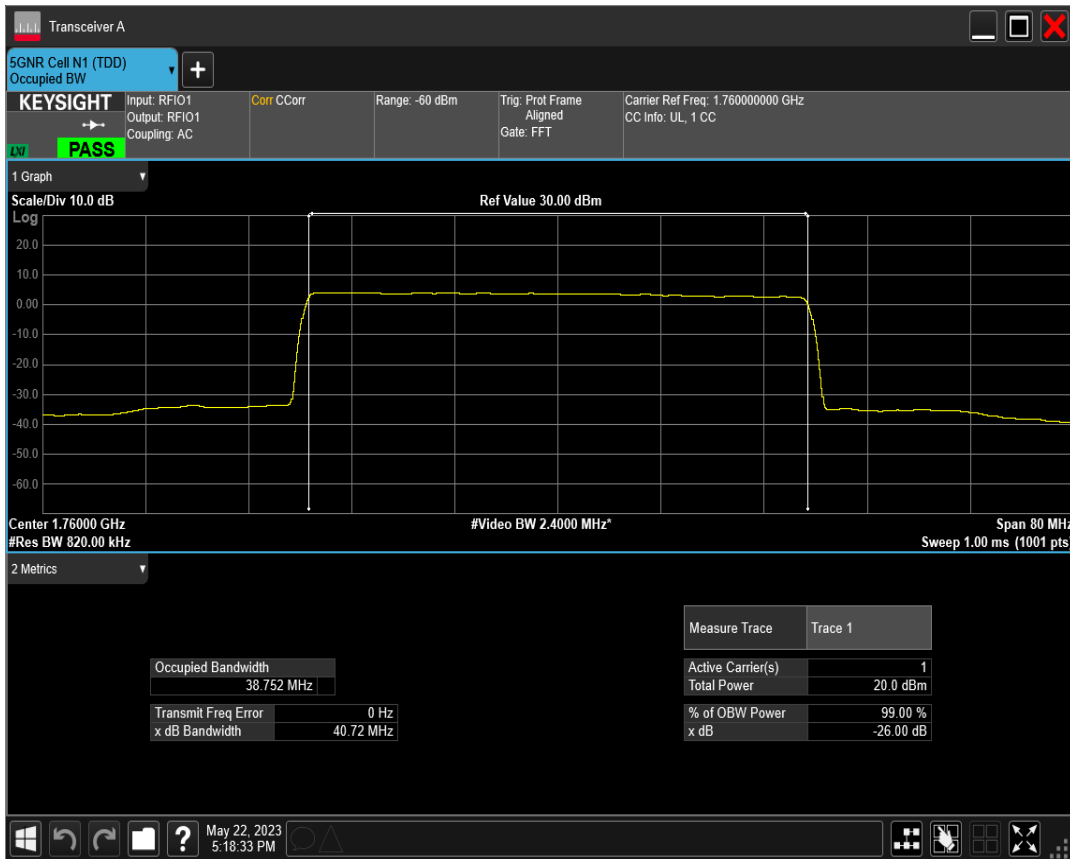 Transceiver A
5GNR Cell N1 (TDD)
Occupied BW
KEYSIGHT
LXI
PASS
Input: RFIO1
Output: RFIO1
Coupling: AC
Corr CCorr
Range: -60 dBm
Trig: Prot Frame
Aligned
Gate: FFT
Carrier Ref Freq: 1.760000000 GHz
CC Info: UL, 1 CC
1 Graph
Scale/Div 10.0 dB
Ref Value 30.00 dBm
Log
20.0
10.0
0.00
-10.0
-20.0
-30.0
-40.0
-50.0
-60.0
Center 1.76000 GHz
#Video BW 2.4000 MHz*
Span 80 MHz
#Res BW 820.00 kHz
Sweep 1.00 ms (1001 pts)
2 Metrics
Measure Trace Trace 1
Occupied Bandwidth
38.752 MHz
Active Carrier(s) 1
Total Power 20.0 dBm
Transmit Freq Error 0 Hz
x dB Bandwidth 40.72 MHz
% of OBW Power 99.00 %
x dB -26.00 dB
?
May 22, 2023
5:18:33 PM